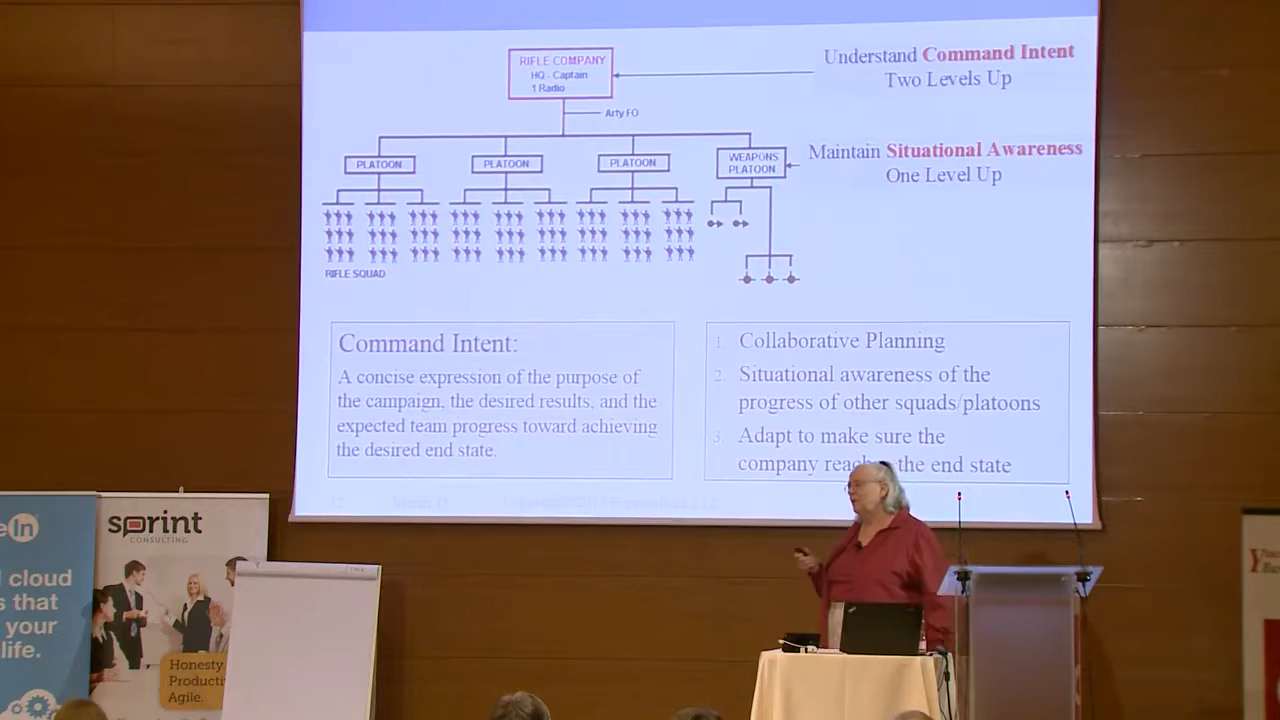 RIFLE COMPANY
HQ - Captain
1 Radio
Understand Command Intent
Two Levels Up
Arty FO
PLATOON
PLATOON
PLATOON
WEAPONS
PLATOON
Maintain Situational Awareness
One Level Up
RIFLE SQUAD
Command Intent:
A concise expression of the purpose of
the campaign, the desired results, and the
expected team progress toward achieving
the desired end state.
1. Collaborative Planning
2. Situational awareness of the
progress of other squads/platoons
3. Adapt to make sure the
company the end state
eIn
cloud
s that
your
life.
sprint
CONSULTING
Honesty
Agile.